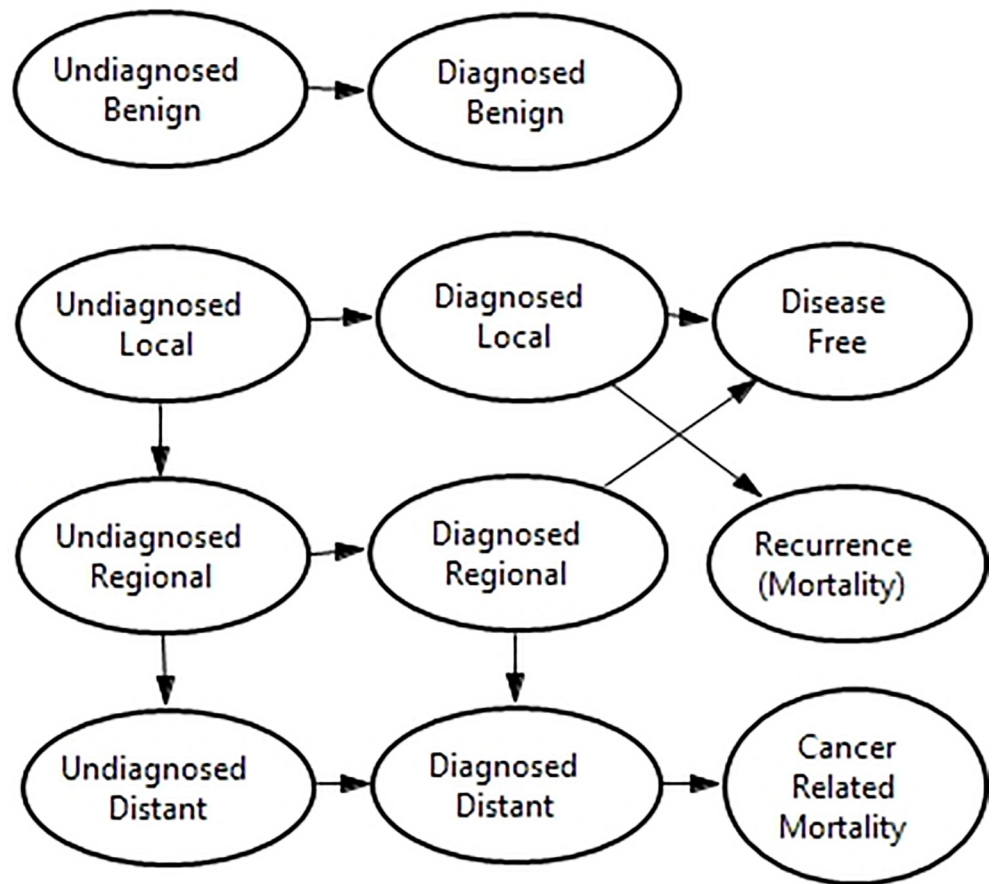 Undiagnosed
Benign
Diagnosed
Benign
Undiagnosed
Local
Diagnosed
Local
Disease
Free
Undiagnosed
Regional
Diagnosed
Regional
Recurrence
(Mortality)
Undiagnosed
Distant
Diagnosed
Distant
Cancer
Related
Mortality